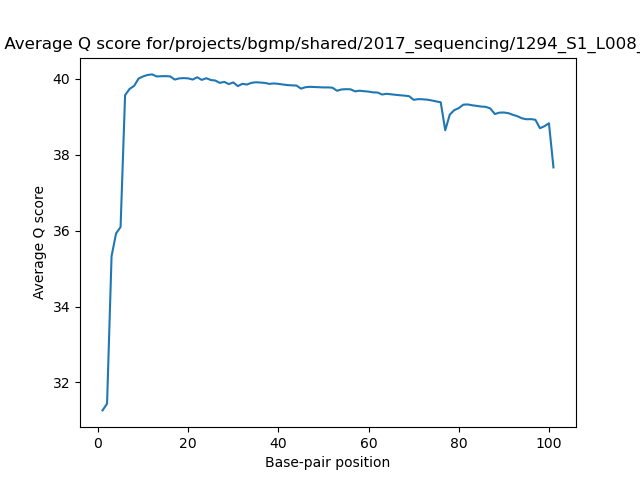 Average Q score for/projects/bgmp/shared/2017_sequencing/1294_S1_L008_
40
38
36
34
32
Average Q score
0 20 40 60 80 100
Base-pair position